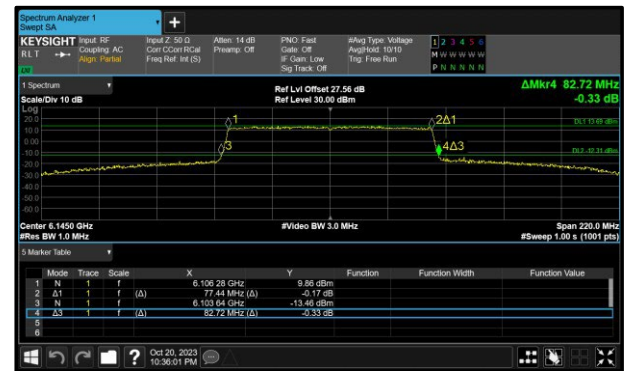 Spectrum Analyzer 1
Swept SA
+
KEYSIGHT Input: RF Input Z: 50 Ω Atten: 14 dB PNO: Fast #Avg Type: Voltage 1 2 3 4 5 6
RLT Coupling: AC Corr CCorr RCal Preamp: Off Gate: Off Avg|Hold: 10/10 M W W W W W
Align: Partial Freq Ref: Int (S) IF Gain: Low Trig: Free Run
Sig Track: Off P N N N N N
1 Spectrum Ref Lvl Offset 27.56 dB ΔMkr4 82.72 MHz
Scale/Div 10 dB Ref Level 30.00 dBm -0.33 dB
Log
20.0
10.0
0.00
-10.0
-20.0
-30.0
-40.0
-50.0
-60.0
1
2Δ1
DL1 13.69 dBm
3
4Δ3
DL2 -12.31 dBm
Center 6.1450 GHz #Video BW 3.0 MHz Span 220.0 MHz
#Res BW 1.0 MHz #Sweep 1.00 s (1001 pts)
5 Marker Table
Mode Trace Scale X Y Function Function Width Function Value
1 N 1 f 6.106 28 GHz 9.86 dBm
2 Δ1 1 f (Δ) 77.44 MHz (Δ) -0.17 dB
3 N 1 f 6.103 64 GHz -13.46 dBm
4 Δ3 1 f (Δ) 82.72 MHz (Δ) -0.33 dB
5
6
? Oct 20, 2023
10:36:01 PM